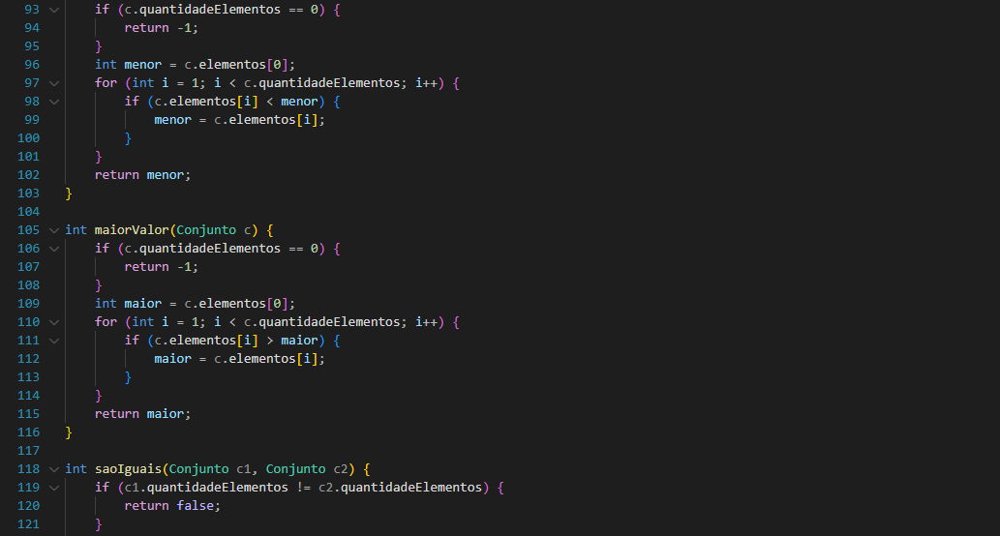 93 if (c.quantidadeElementos == 0) {
94 return -1;
95 }
96 int menor = c.elementos[0];
97 for (int i = 1; i < c.quantidadeElementos; i++) {
98 if (c.elementos[i] < menor) {
99 menor = c.elementos[i];
100 }
101 }
102 return menor;
103 }
104
105 int maiorValor(Conjunto c) {
106 if (c.quantidadeElementos == 0) {
107 return -1;
108 }
109 int maior = c.elementos[0];
110 for (int i = 1; i < c.quantidadeElementos; i++) {
111 if (c.elementos[i] > maior) {
112 maior = c.elementos[i];
113 }
114 }
115 return maior;
116 }
117
118 int saoIguais(Conjunto c1, Conjunto c2) {
119 if (c1.quantidadeElementos != c2.quantidadeElementos) {
120 return false;
121 }